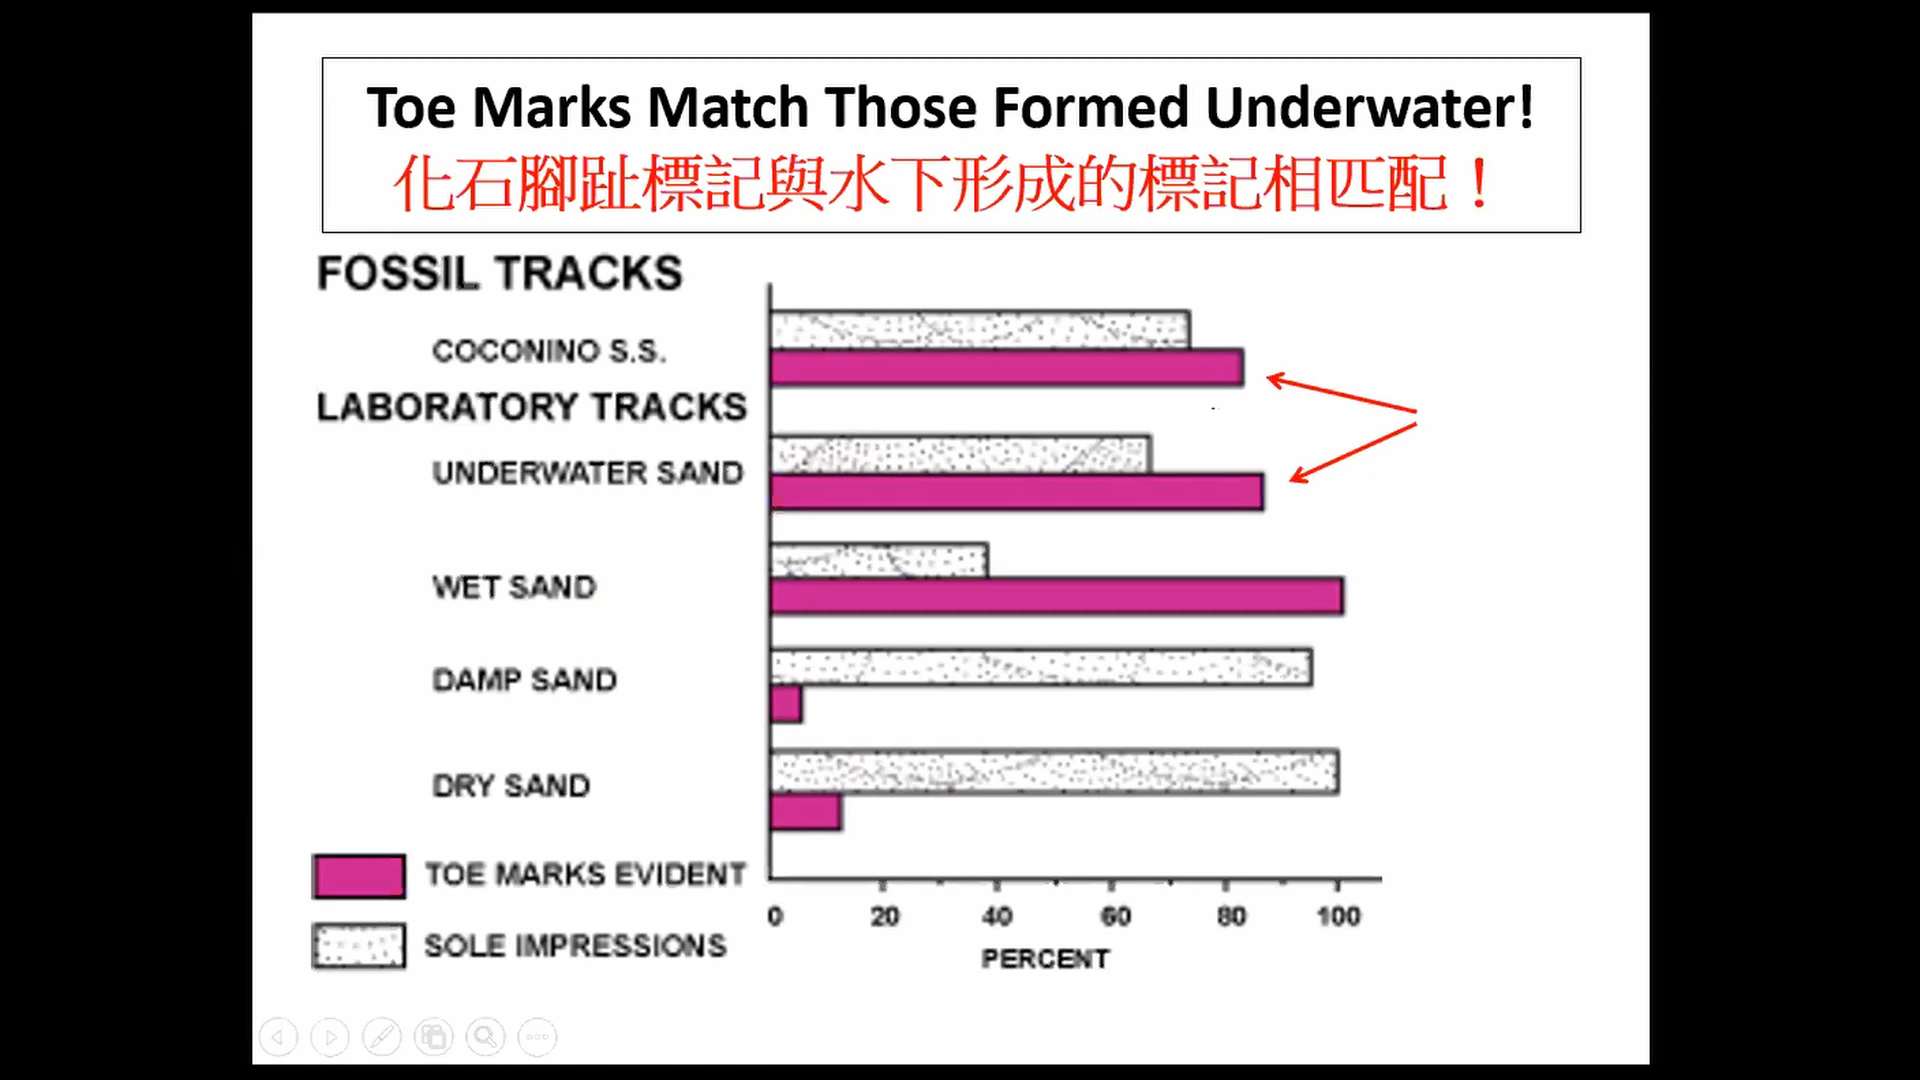 Toe Marks Match Those Formed Underwater!
化石腳趾標記與水下形成的標記相匹配！
FOSSIL TRACKS
COCONINO S.S.
LABORATORY TRACKS
UNDERWATER SAND
WET SAND
DAMP SAND
DRY SAND
TOE MARKS EVIDENT
SOLE IMPRESSIONS
0 20 40 60 80 100
PERCENT